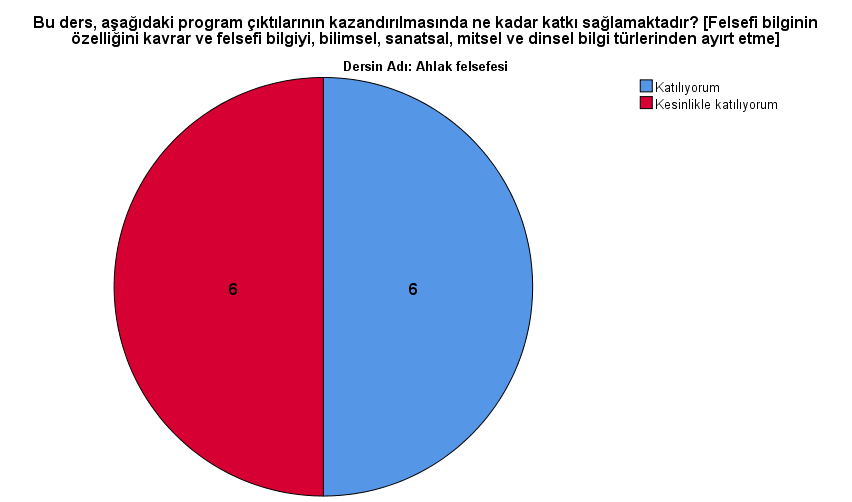 Bu ders, aşağıdaki program çıktılarının kazandırılmasında ne kadar katkı sağlamaktadır? [Felsefi bilginin
özelliğini kavrar ve felsefi bilgiyi, bilimsel, sanatsal, mitsel ve dinsel bilgi türlerinden ayırt etme]
Dersin Adı: Ahlak felsefesi
Katılıyorum
Kesinlikle katılıyorum
6
6